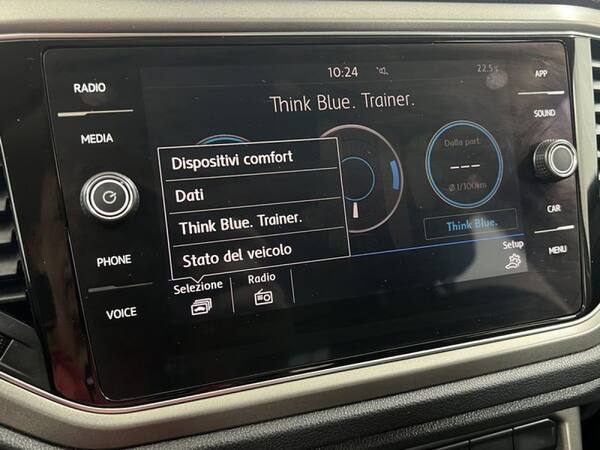 RADIO
MEDIA
PHONE
VOICE
10:24
22.5°C
Think Blue. Trainer.
Dispositivi comfort
Dati
Think Blue. Trainer.
Stato del veicolo
Dalla part.
---
Ø l/100km
Think Blue.
Selezione
Radio
Setup
APP
SOUND
CAR
MENU